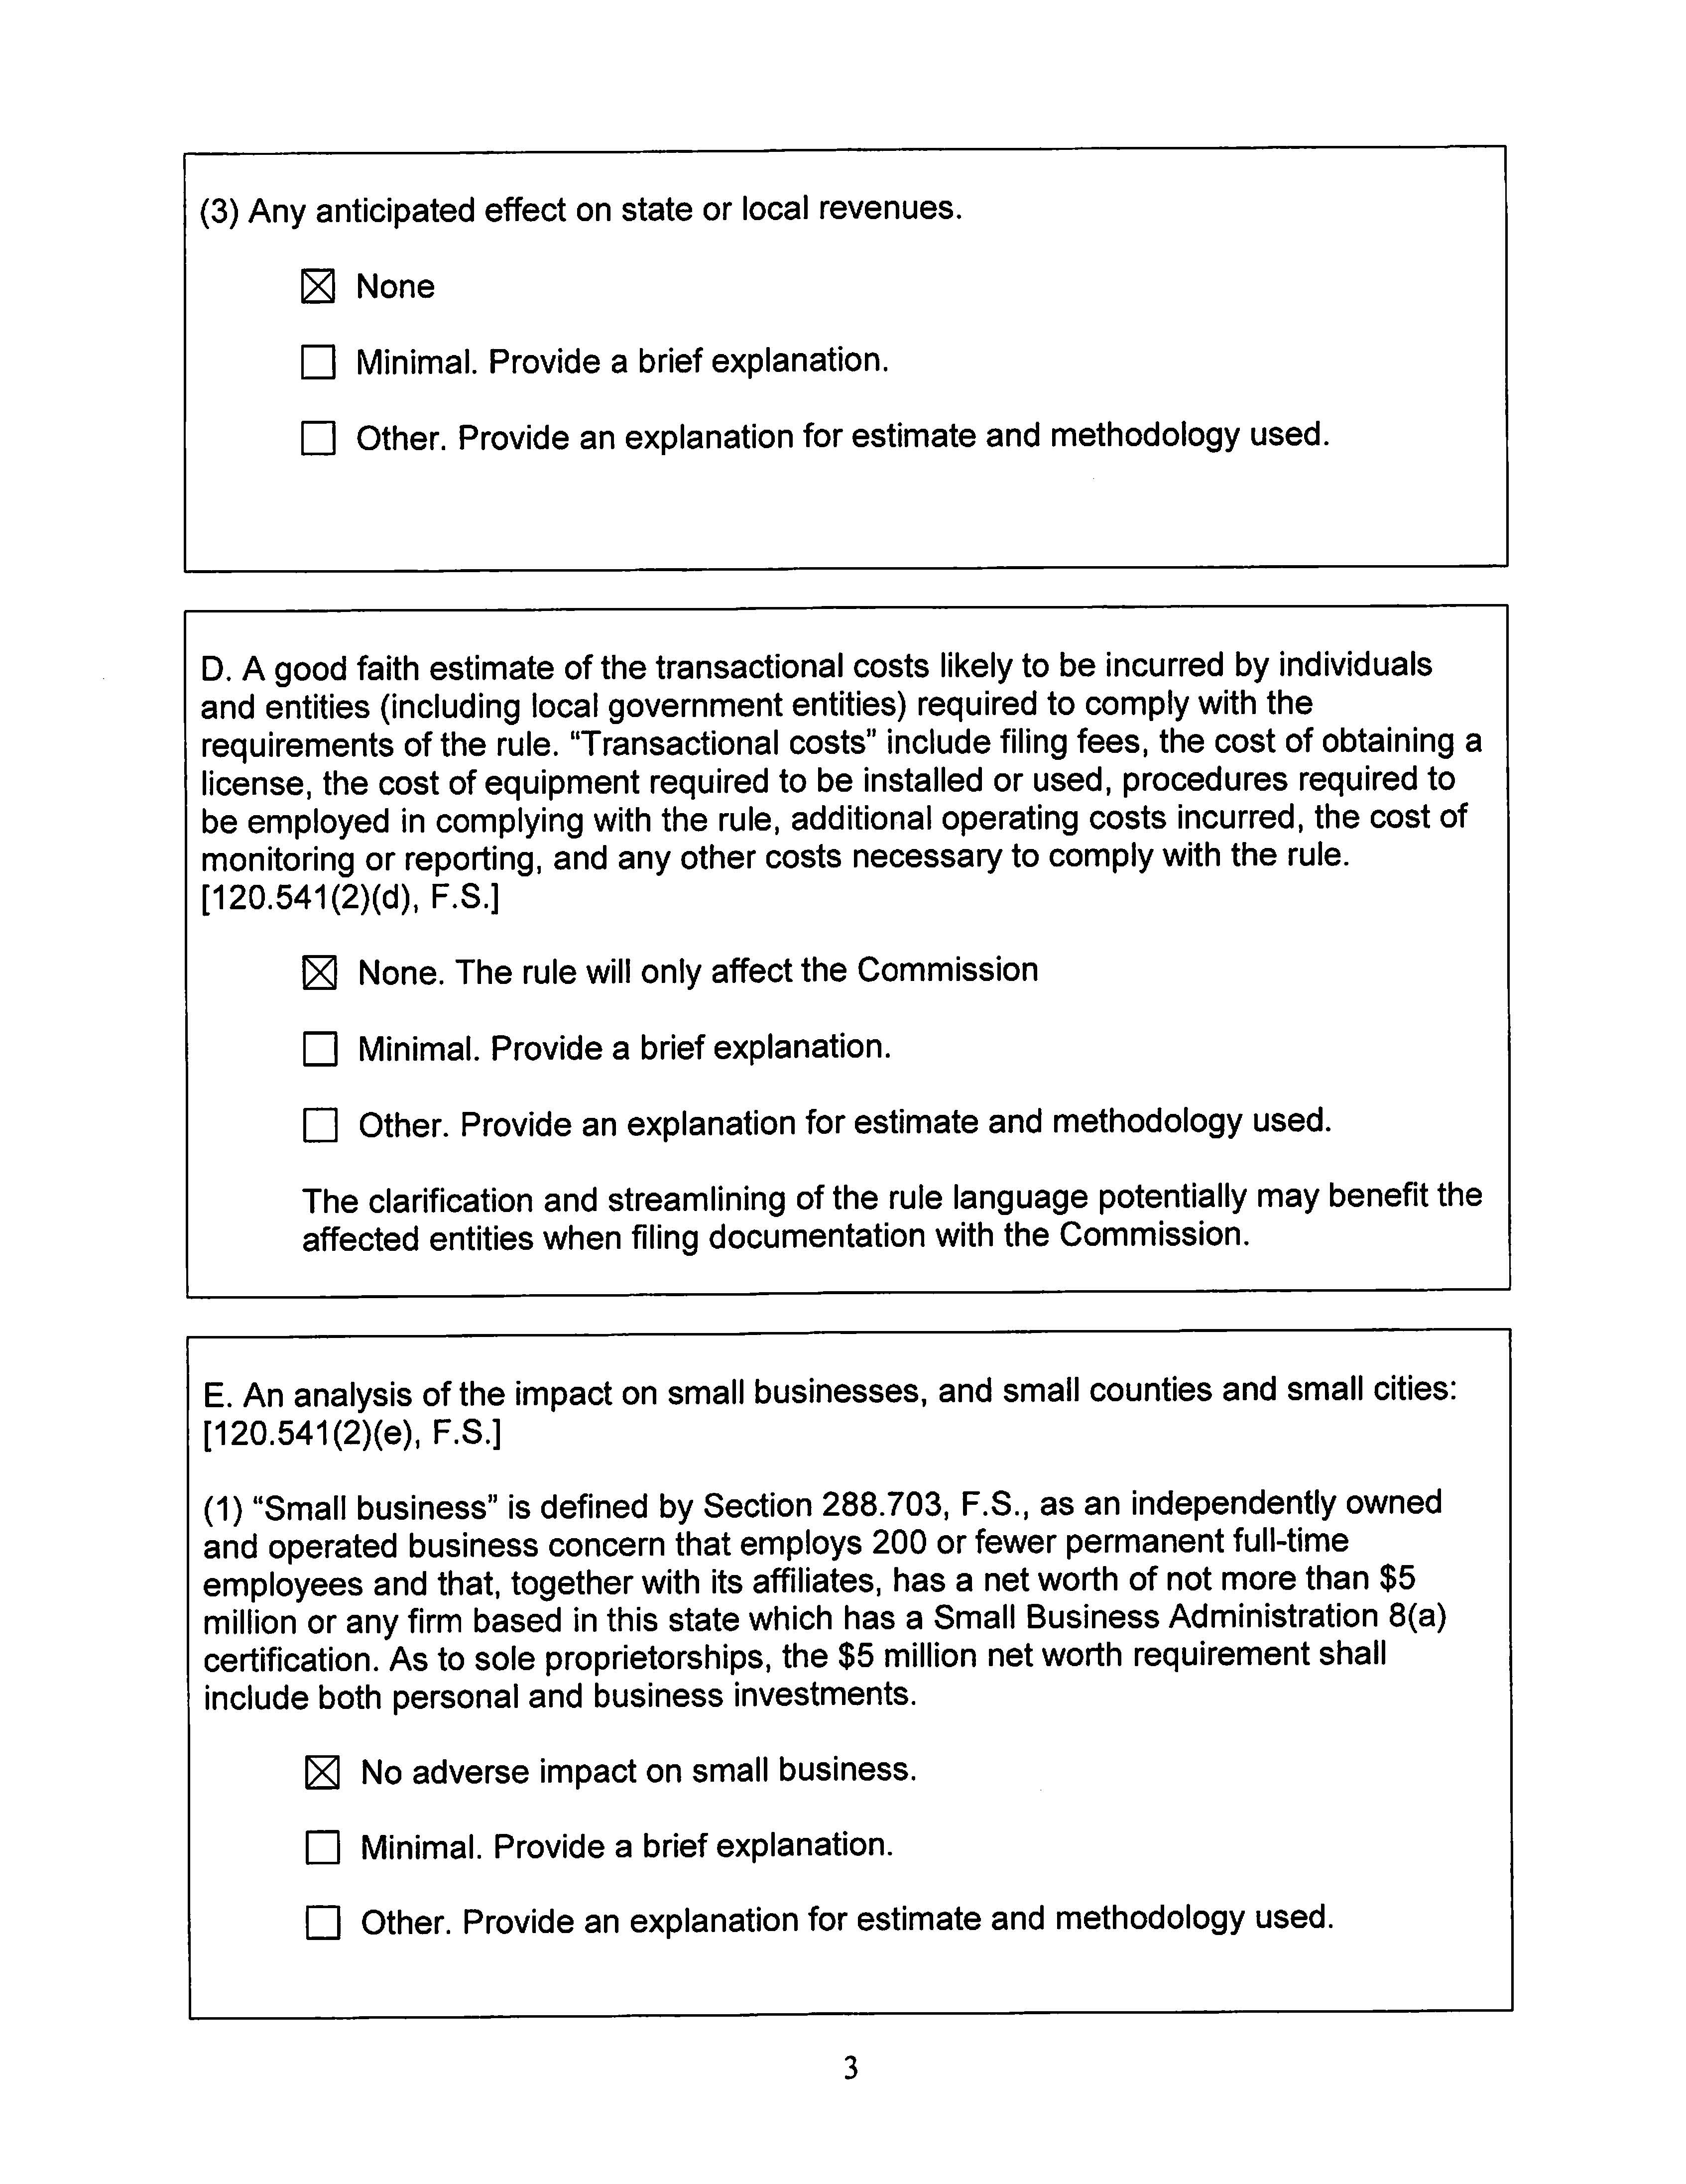 (3) Any anticipated effect on state or local revenues.
☒ None
☐ Minimal. Provide a brief explanation.
☐ Other. Provide an explanation for estimate and methodology used.
D. A good faith estimate of the transactional costs likely to be incurred by individuals
and entities (including local government entities) required to comply with the
requirements of the rule. “Transactional costs” include filing fees, the cost of obtaining a
license, the cost of equipment required to be installed or used, procedures required to
be employed in complying with the rule, additional operating costs incurred, the cost of
monitoring or reporting, and any other costs necessary to comply with the rule.
[120.541(2)(d), F.S.]
☒ None. The rule will only affect the Commission
☐ Minimal. Provide a brief explanation.
☐ Other. Provide an explanation for estimate and methodology used.
The clarification and streamlining of the rule language potentially may benefit the
affected entities when filing documentation with the Commission.
E. An analysis of the impact on small businesses, and small counties and small cities:
[120.541(2)(e), F.S.]
(1) “Small business” is defined by Section 288.703, F.S., as an independently owned
and operated business concern that employs 200 or fewer permanent full-time
employees and that, together with its affiliates, has a net worth of not more than $5
million or any firm based in this state which has a Small Business Administration 8(a)
certification. As to sole proprietorships, the $5 million net worth requirement shall
include both personal and business investments.
☒ No adverse impact on small business.
☐ Minimal. Provide a brief explanation.
☐ Other. Provide an explanation for estimate and methodology used.
3